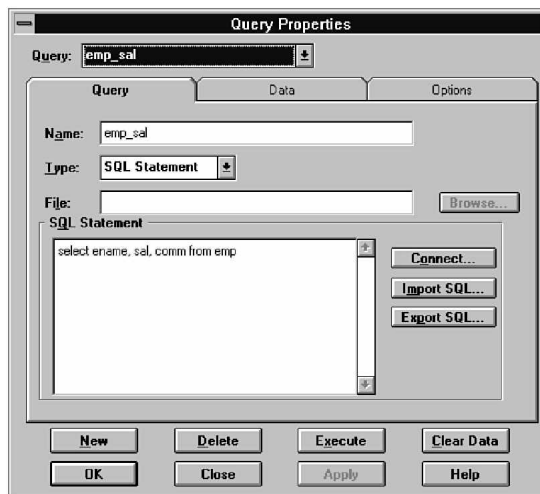 Query Properties
Query: emp_sal
Query Data Options
Name: emp_sal
Type: SQL Statement
File: Browse...
SQL Statement
select ename, sal, comm from emp
Connect...
Import SQL...
Export SQL...
New Delete Execute Clear Data
OK Close Apply Help